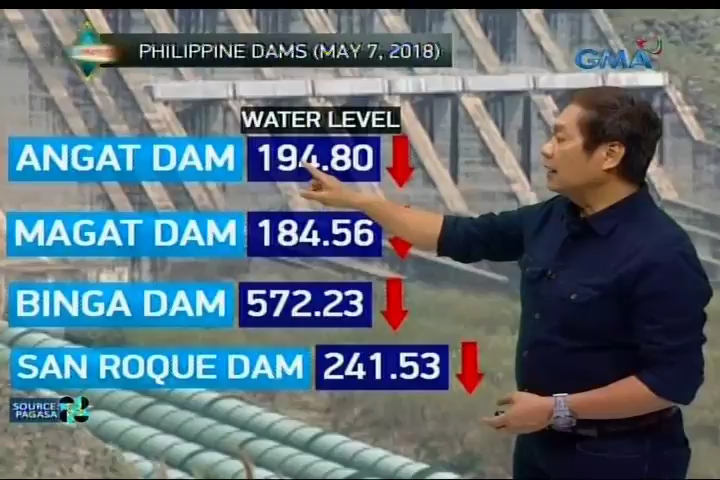 PHILIPPINE DAMS (MAY 7, 2018)
GMA
WATER LEVEL
ANGAT DAM 194.80
MAGAT DAM 184.56
BINGA DAM 572.23
SAN ROQUE DAM 241.53
SOURCE:
PAGASA